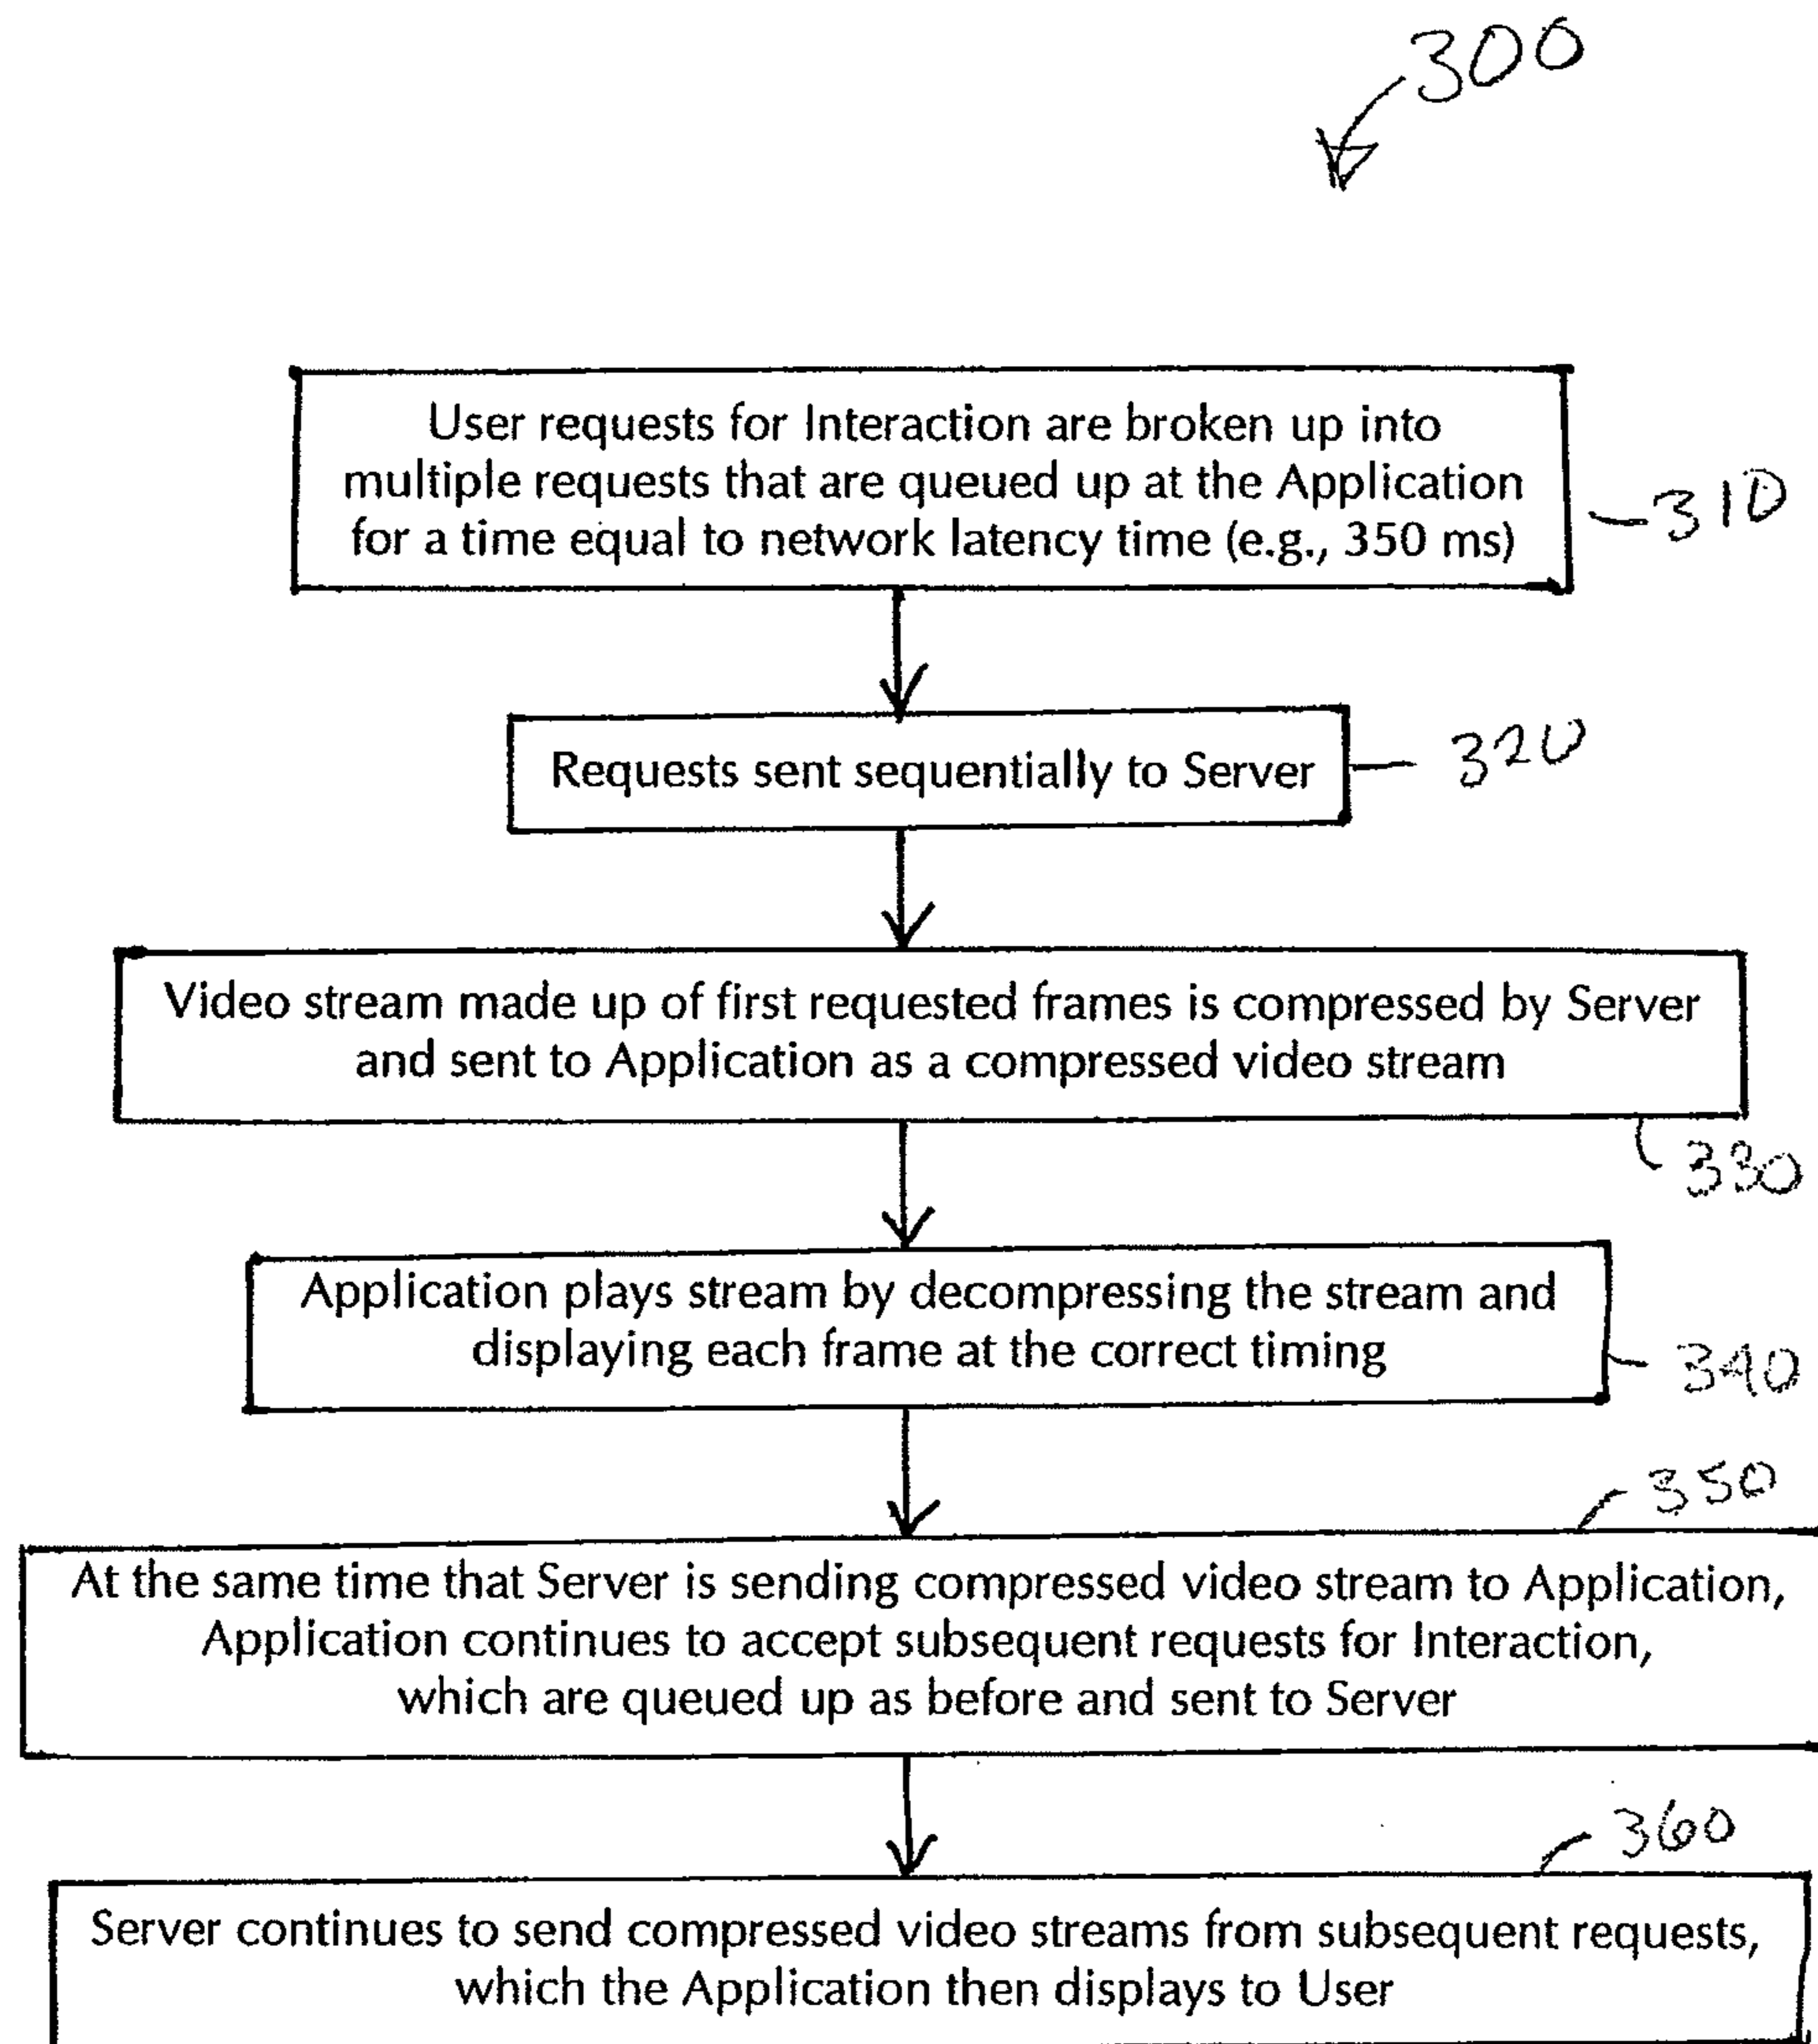 300
User requests for Interaction are broken up into
multiple requests that are queued up at the Application
for a time equal to network latency time (e.g., 350 ms)
310
Requests sent sequentially to Server
320
Video stream made up of first requested frames is compressed by Server
and sent to Application as a compressed video stream
330
Application plays stream by decompressing the stream and
displaying each frame at the correct timing
340
350
At the same time that Server is sending compressed video stream to Application,
Application continues to accept subsequent requests for Interaction,
which are queued up as before and sent to Server
360
Server continues to send compressed video streams from subsequent requests,
which the Application then displays to User